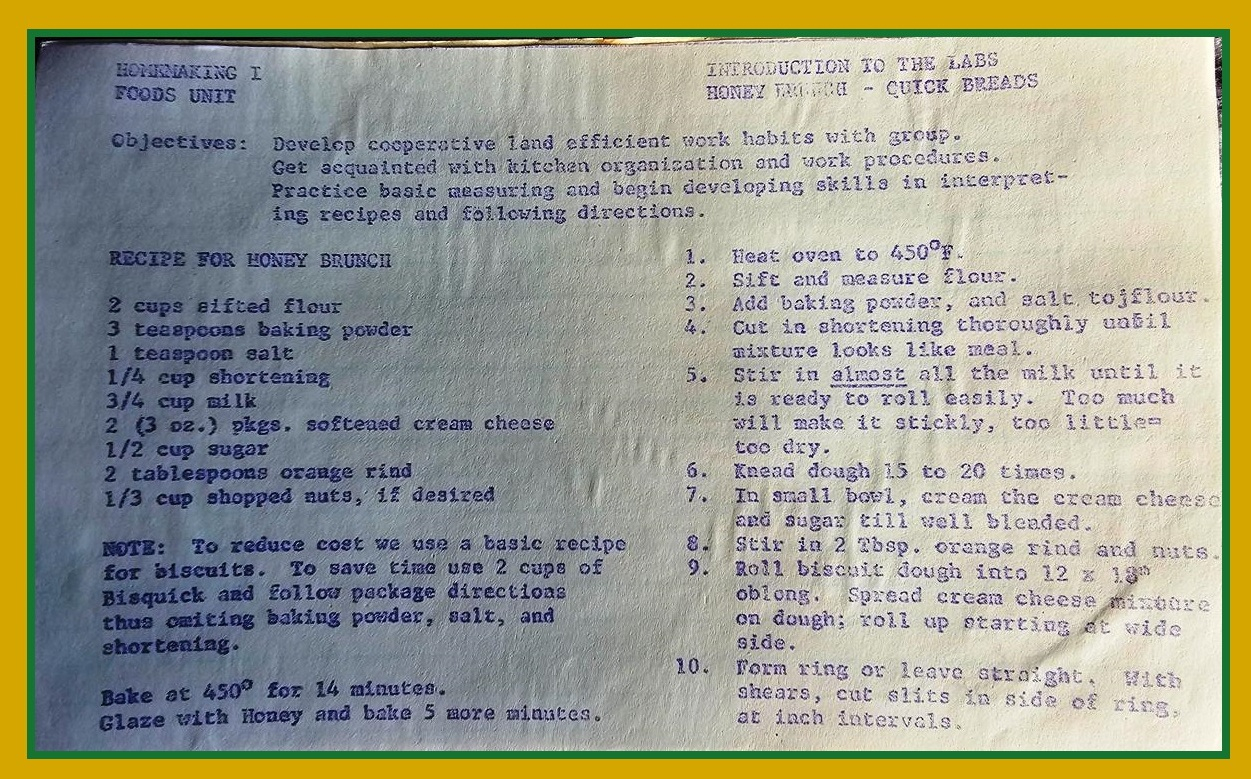 HOMEMAKING I
FOODS UNIT
INTRODUCTION TO THE LABS
HONEY BRUNCH - QUICK BREADS
Objectives: Develop cooperative land efficient work habits with group.
Get acquainted with kitchen organization and work procedures.
Practice basic measuring and begin developing skills in interpret-
ing recipes and following directions.
RECIPE FOR HONEY BRUNCH
2 cups sifted flour
3 teaspoons baking powder
1 teaspoon salt
1/4 cup shortening
3/4 cup milk
2 (3 oz.) pkgs. softened cream cheese
1/2 cup sugar
2 tablespoons orange rind
1/3 cup shopped nuts, if desired
NOTE: To reduce cost we use a basic recipe
for biscuits. To save time use 2 cups of
Bisquick and follow package directions
thus omiting baking powder, salt, and
shortening.
Bake at 450° for 14 minutes.
Glaze with Honey and bake 5 more minutes.
1. Heat oven to 450°F.
2. Sift and measure flour.
3. Add baking powder, and salt tojflour.
4. Cut in shortening thoroughly until
mixture looks like meal.
5. Stir in almost all the milk until it
is ready to roll easily. Too much
will make it stickly, too little=
too dry.
6. Knead dough 15 to 20 times.
7. In small bowl, cream the cream cheese
and sugar till well blended.
8. Stir in 2 Tbsp. orange rind and nuts.
9. Roll biscuit dough into 12 x 18"
oblong. Spread cream cheese mixture
on dough; roll up starting at wide
side.
10. Form ring or leave straight. With
shears, cut slits in side of ring,
at inch intervals.